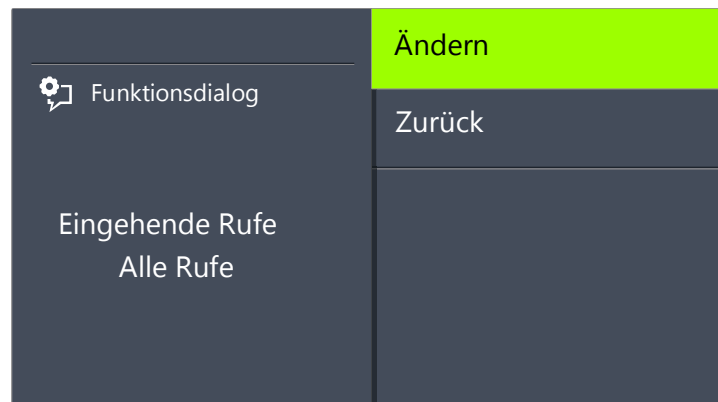 Funktionsdialog
Eingehende Rufe
Alle Rufe
Ändern
Zurück